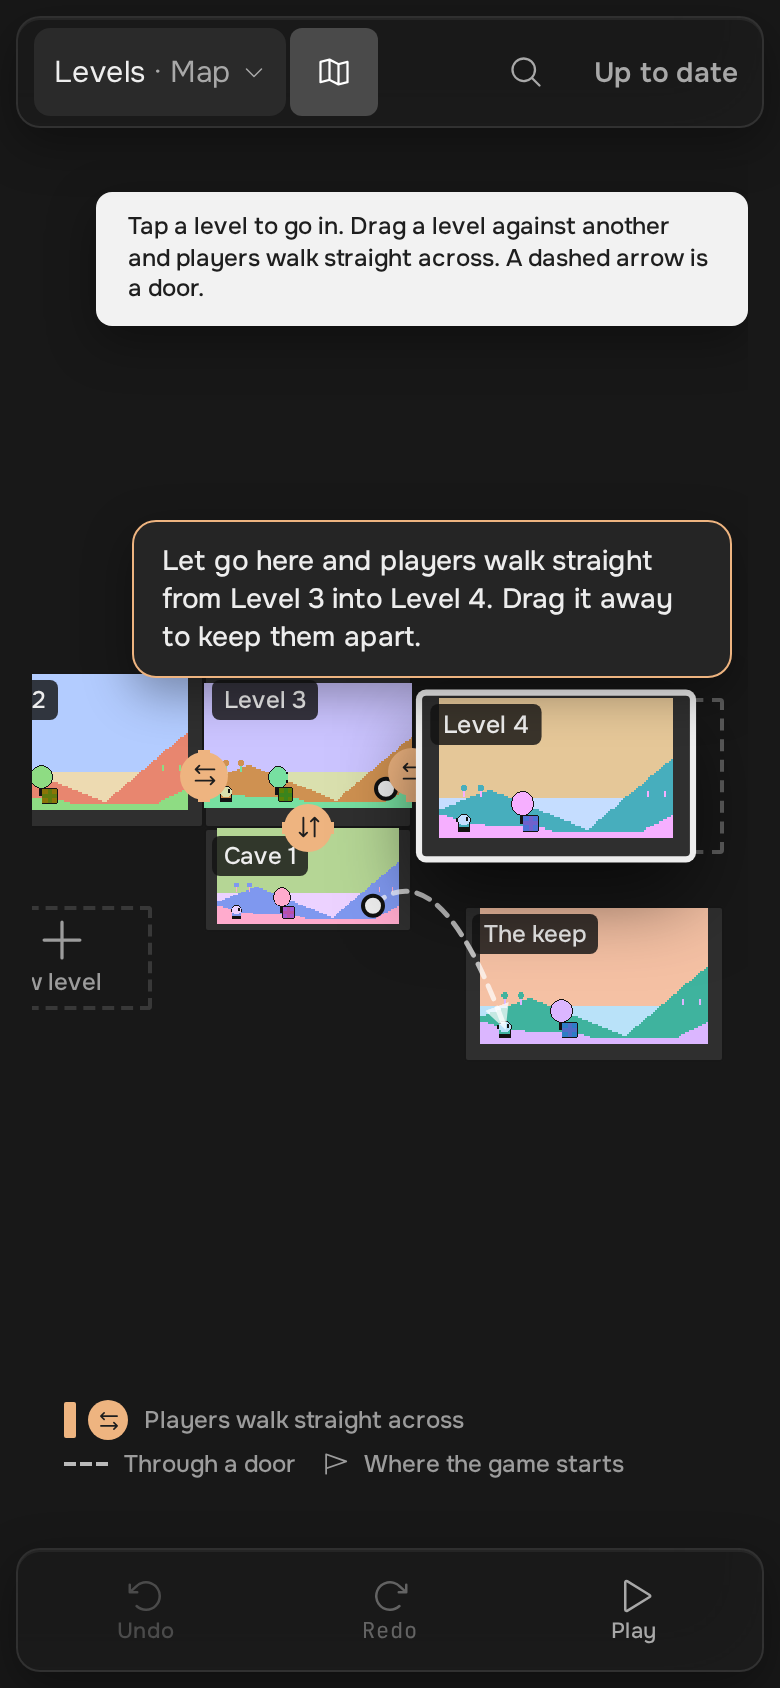 Levels · Map
Up to date
Tap a level to go in. Drag a level against another
and players walk straight across. A dashed arrow is
a door.
Let go here and players walk straight
from Level 3 into Level 4. Drag it away
to keep them apart.
2
Level 3
Level 4
Cave 1
The keep
w level
Players walk straight across
Through a door
Where the game starts
Undo
Redo
Play